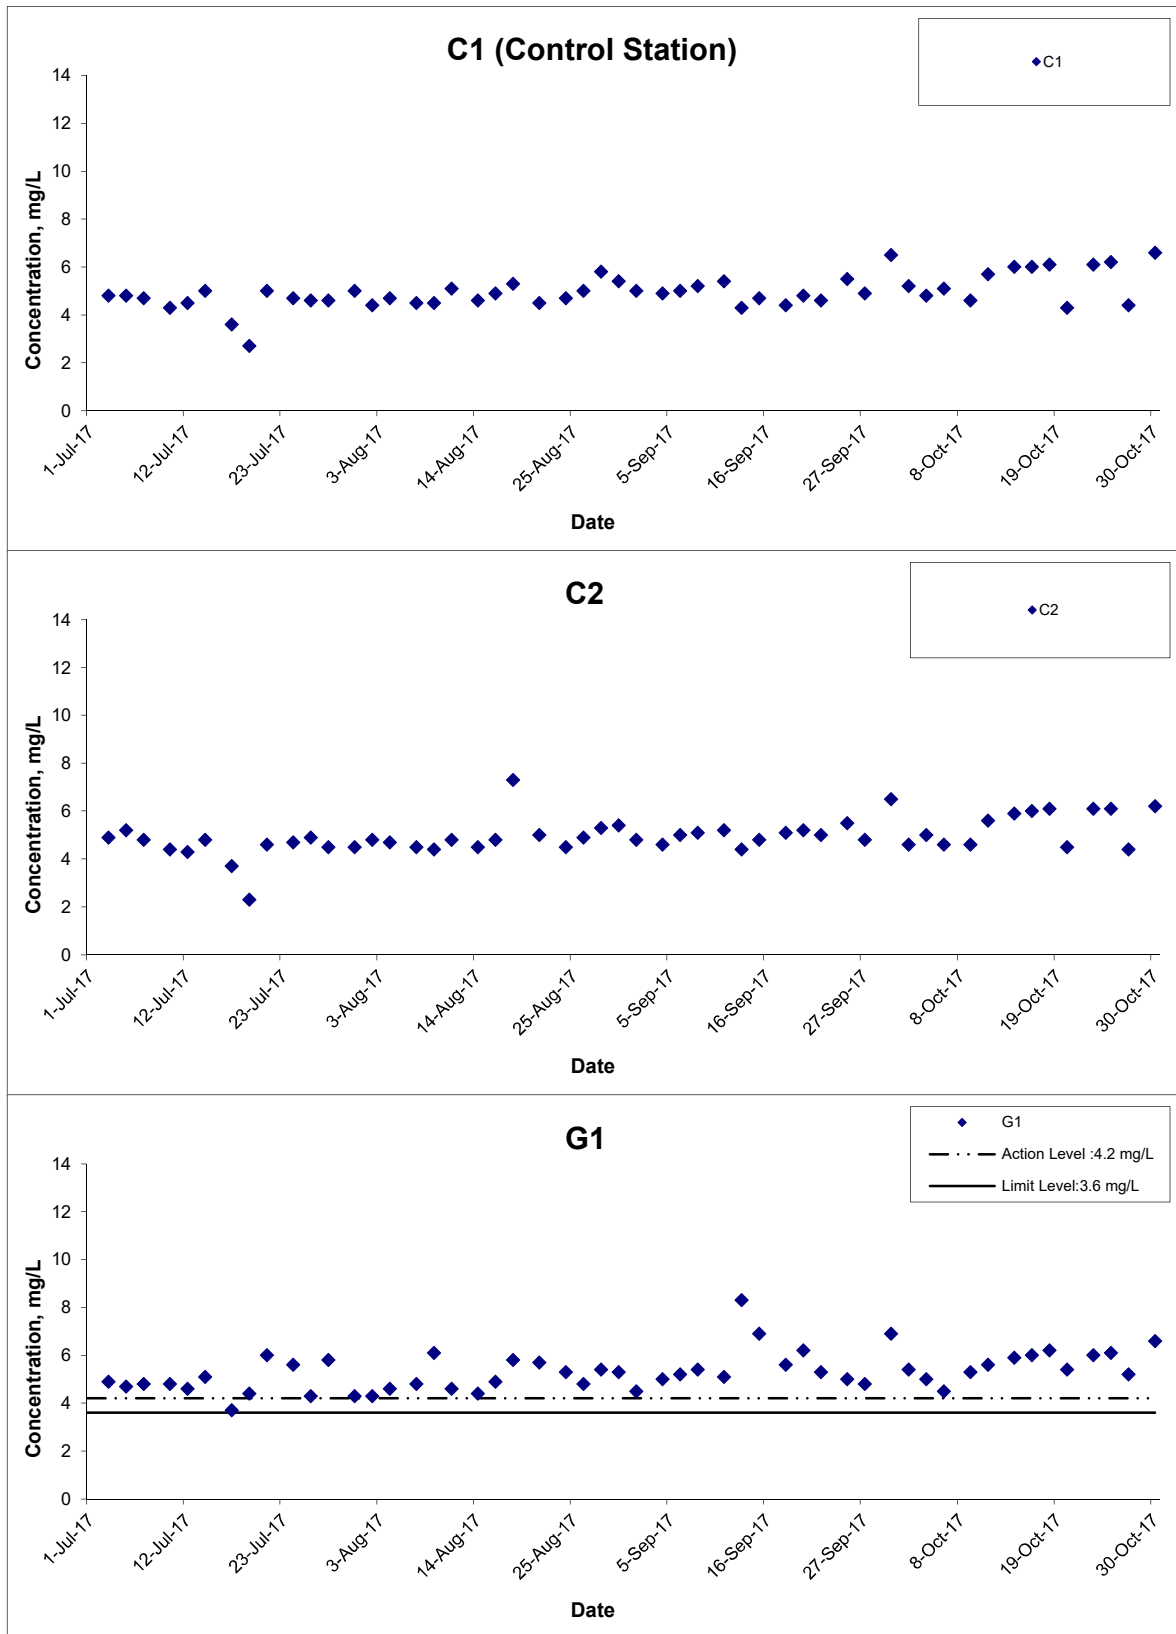 C1 (Control Station)
C1
14
12
10
8
6
4
2
0
Concentration, mg/L
1-Jul-17
12-Jul-17
23-Jul-17
3-Aug-17
14-Aug-17
25-Aug-17
5-Sep-17
16-Sep-17
27-Sep-17
8-Oct-17
19-Oct-17
30-Oct-17
Date
C2
C2
14
12
10
8
6
4
2
0
Concentration, mg/L
1-Jul-17
12-Jul-17
23-Jul-17
3-Aug-17
14-Aug-17
25-Aug-17
5-Sep-17
16-Sep-17
27-Sep-17
8-Oct-17
19-Oct-17
30-Oct-17
Date
G1
G1
Action Level :4.2 mg/L
Limit Level:3.6 mg/L
14
12
10
8
6
4
2
0
Concentration, mg/L
1-Jul-17
12-Jul-17
23-Jul-17
3-Aug-17
14-Aug-17
25-Aug-17
5-Sep-17
16-Sep-17
27-Sep-17
8-Oct-17
19-Oct-17
30-Oct-17
Date